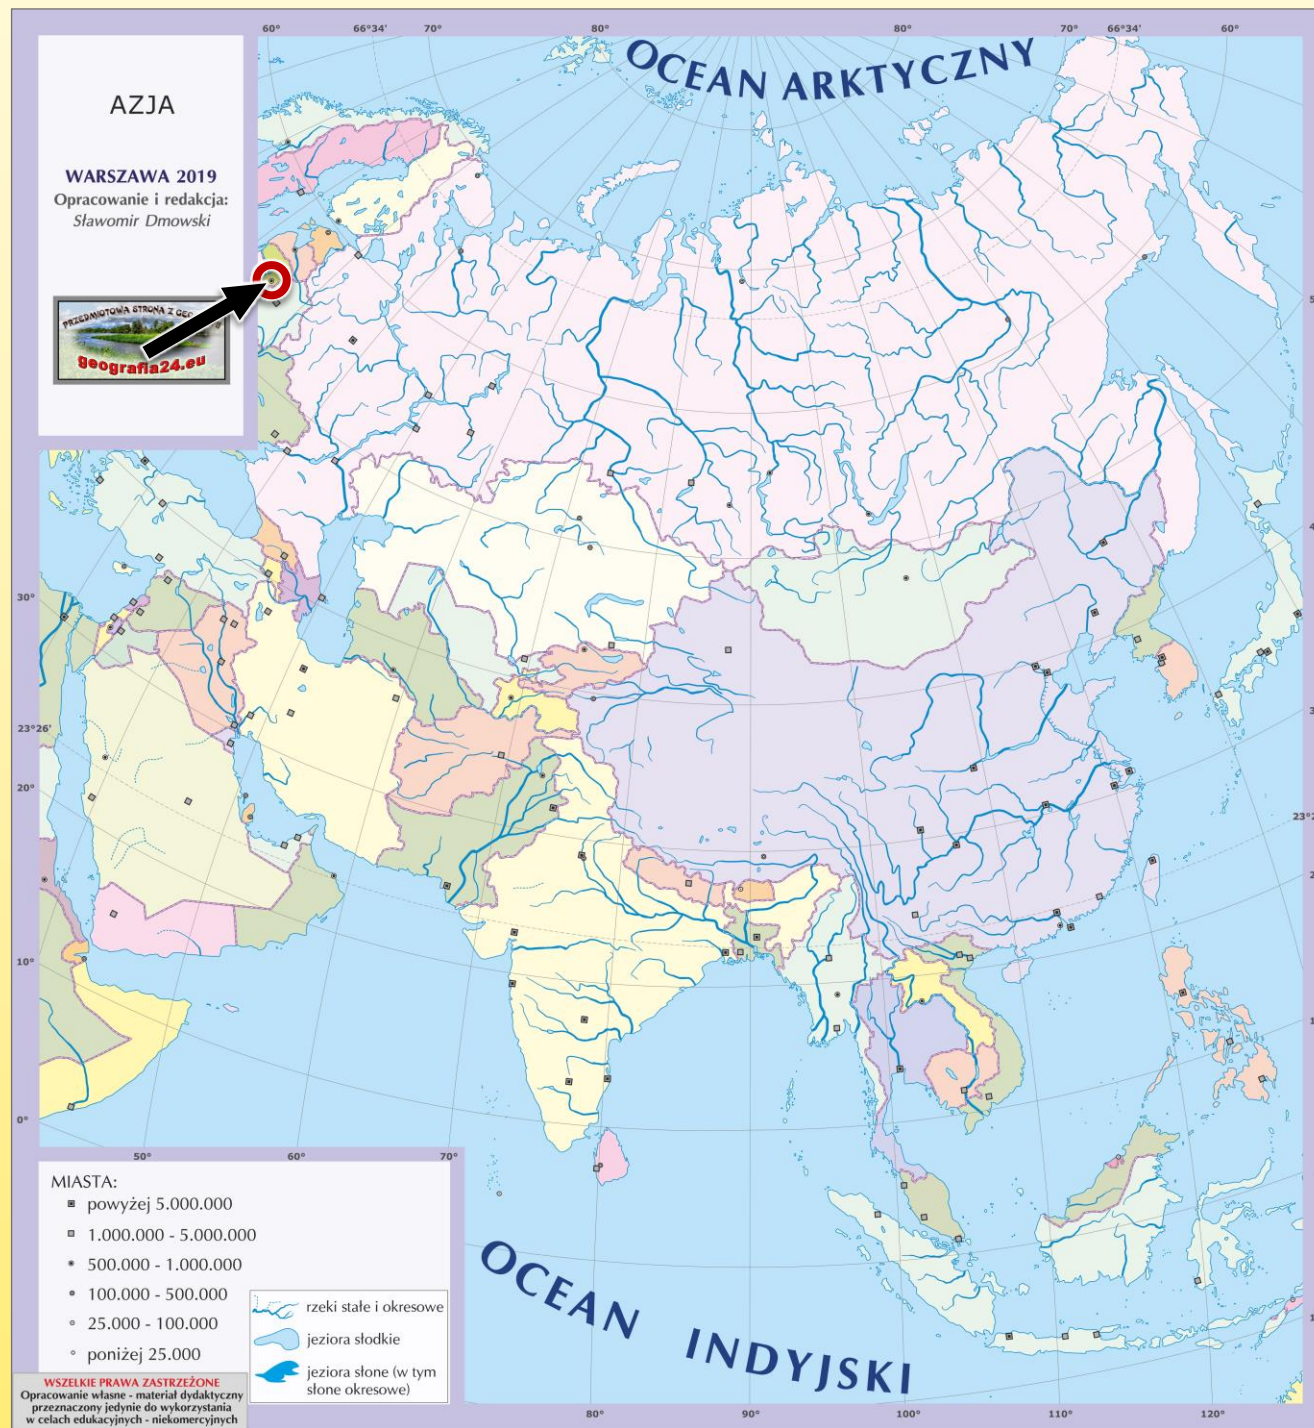 60°
66°34'
70°
80°
80°
70°
66°34'
60°
AZJA
WARSZAWA 2019
Opracowanie i redakcja:
Sławomir Dmowski
geografia24.eu
OCEAN ARKTYCZNY
30°
23°26'
20°
10°
0°
50°
60°
70°
MIASTA:
powyżej 5.000.000
1.000.000 - 5.000.000
500.000 - 1.000.000
100.000 - 500.000
25.000 - 100.000
poniżej 25.000
rzeki stałe i okresowe
jeziora słodkie
jeziora słone (w tym
słone okresowe)
WSZELKIE PRAWA ZASTRZEŻONE
Opracowanie własne - materiał dydaktyczny
przeznaczony jedynie do wykorzystania
w celach edukacyjnych - niekomercyjnych
OCEAN INDYJSKI
80°
90°
100°
110°
120°